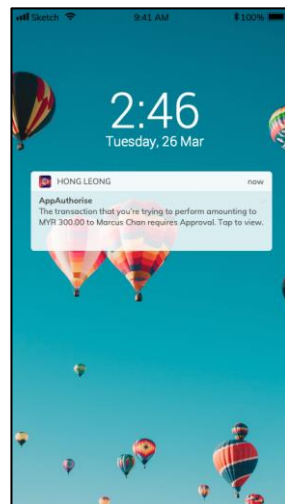 Sketch 9:41 AM 100%
2:46
Tuesday, 26 Mar
HONG LEONG now
AppAuthorise
The transaction that you're trying to perform amounting to
MYR 300.00 to Marcus Chan requires Approval. Tap to view.